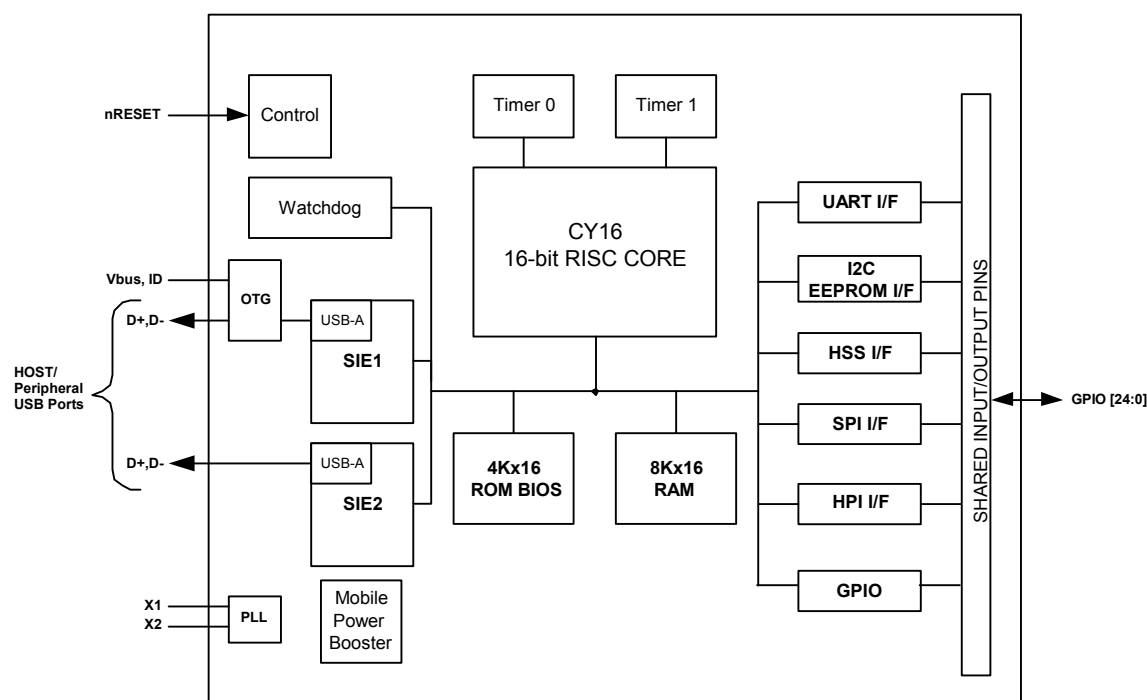 nRESET
Control
Timer 0
Timer 1
Watchdog
CY16
16-bit RISC CORE
Vbus, ID
OTG
D+,D-
USB-A
SIE1
HOST/
Peripheral
USB Ports
D+,D-
USB-A
SIE2
4Kx16
ROM BIOS
8Kx16
RAM
X1
X2
PLL
Mobile
Power
Booster
UART I/F
I2C
EEPROM I/F
HSS I/F
SPI I/F
HPI I/F
GPIO
SHARED INPUT/OUTPUT PINS
GPIO [24:0]